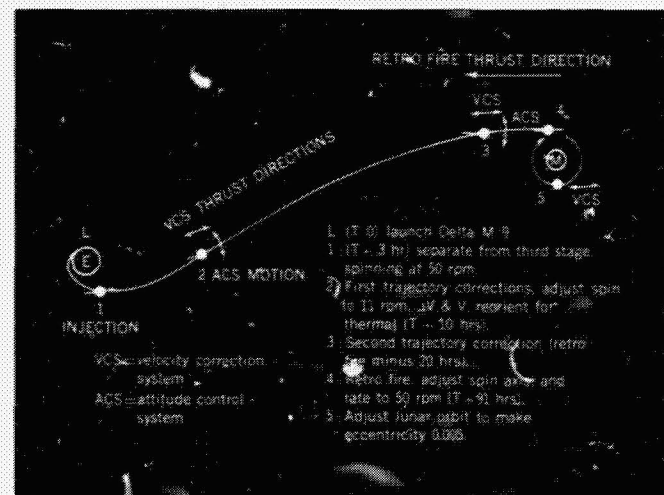 RETRO FIRE THRUST DIRECTION
VCS
ACS
4
3
M
5
VCS
VCS THRUST DIRECTIONS
L
E
2 ACS MOTION
1
INJECTION
VCS=velocity correction
system
ACS=attitude control
system
L (T 0) launch Delta M 9
1 (T - .3 hr) separate from third stage,
spinning at 50 rpm
2 First trajectory corrections, adjust spin
to 11 rpm, & V, reorient for
thermal (T - 10 hrs).
3 Second trajectory correction (retro
fire minus 20 hrs).
4 Retro fire, adjust spin axis and
rate to 50 rpm (T - 91 hrs).
5 Adjust lunar orbit to make
eccentricity 0.005